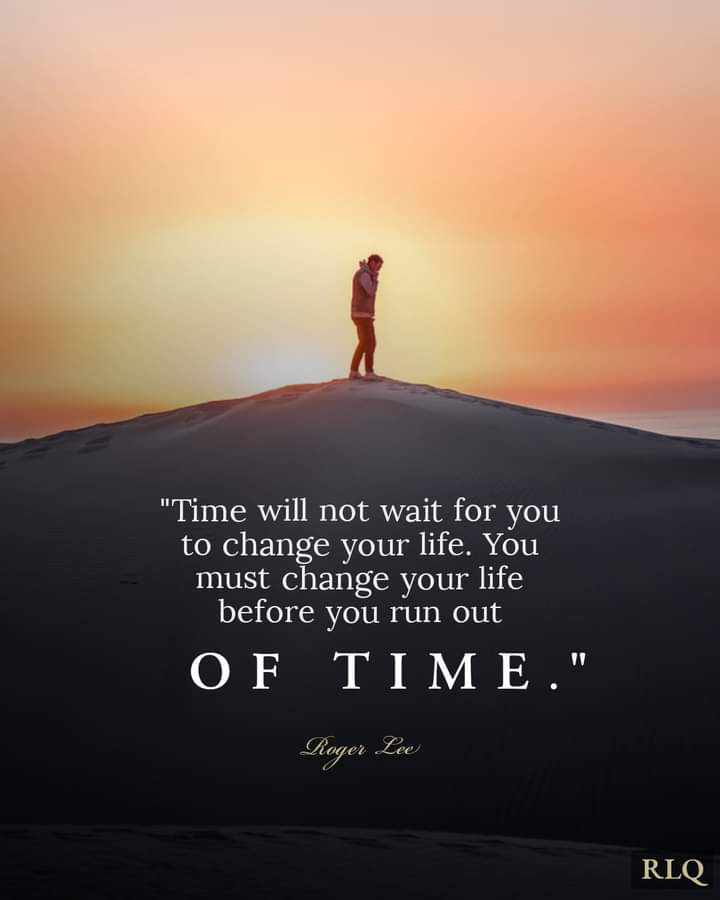 "Time will not wait for you
to change your life. You
must change your life
before you run out
OF TIME."
Roger Lee
RLQ